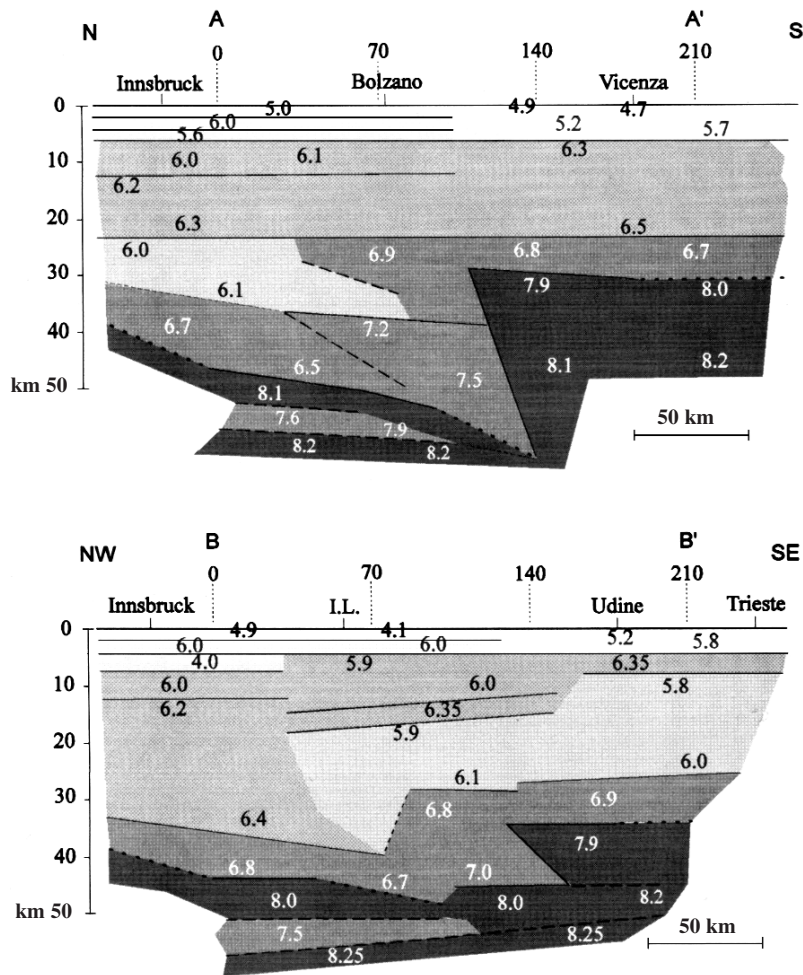 A A'
N S
0 70 140 210
Innsbruck Bolzano Vicenza
0 5.0 4.9 4.7
6.0 5.2 5.7
5.6
10 6.0 6.1 6.3
6.2
20 6.3 6.5
6.0 6.9 6.8 6.7
30 6.1 7.9 8.0
6.7 7.2
40
6.5 7.5 8.1 8.2
km 50 8.1
7.6 7.9 50 km
8.2 8.2
B B'
NW SE
0 70 140 210
Innsbruck I.L. Udine Trieste
0 4.9 4.1 5.2 5.8
6.0 6.0
4.0 5.9 6.35
10 6.0 6.0 5.8
6.2 6.35
20 5.9
6.1 6.0
30 6.8 6.9
6.4 7.9
40 6.8 6.7 7.0
km 50 8.0 8.0 8.2
7.5 8.25 50 km
8.25